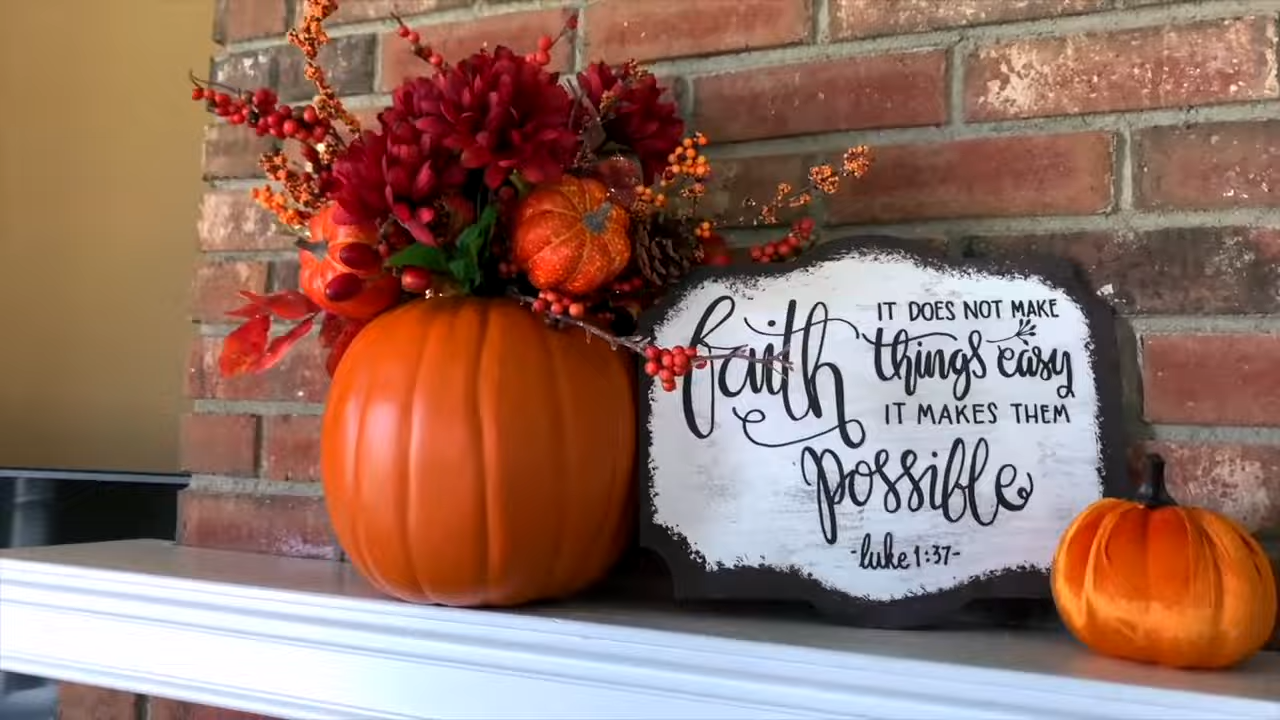 faith IT DOES NOT MAKE
things easy
IT MAKES THEM
possible
-luke 1:37-